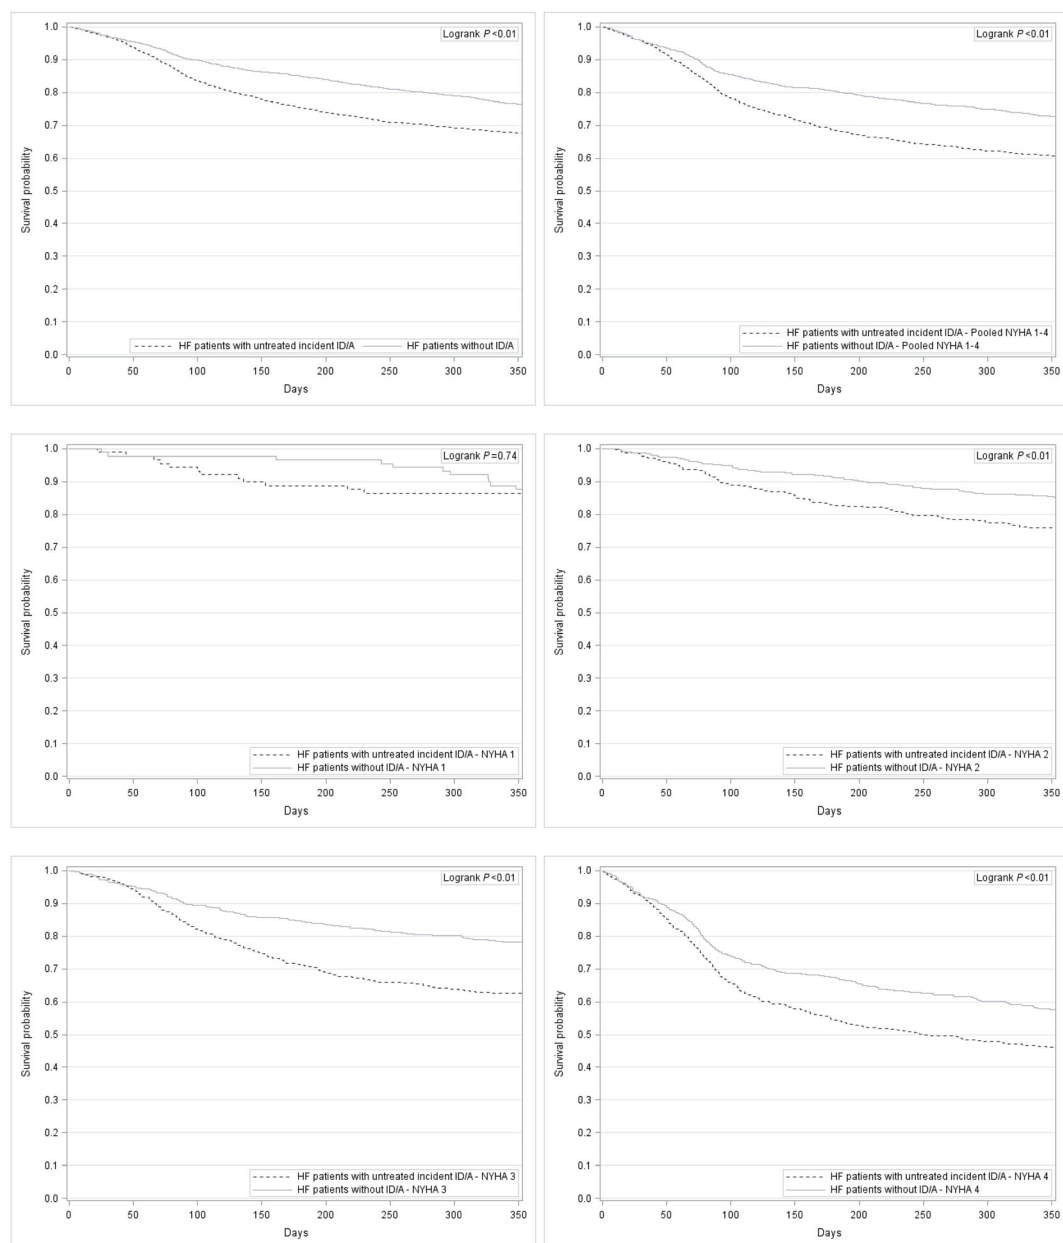 Logrank P <0.01
Survival probability
1.0
0.9
0.8
0.7
0.6
0.5
0.4
0.3
0.2
0.1
0.0
HF patients with untreated incident ID/A HF patients without ID/A
0 50 100 150 200 250 300 350
Days
Logrank P <0.01
Survival probability
1.0
0.9
0.8
0.7
0.6
0.5
0.4
0.3
0.2
0.1
0.0
HF patients with untreated incident ID/A - Pooled NYHA 1-4
HF patients without ID/A - Pooled NYHA 1-4
0 50 100 150 200 250 300 350
Days
Logrank P=0.74
Survival probability
1.0
0.9
0.8
0.7
0.6
0.5
0.4
0.3
0.2
0.1
0.0
HF patients with untreated incident ID/A - NYHA 1
HF patients without ID/A - NYHA 1
0 50 100 150 200 250 300 350
Days
Logrank P <0.01
Survival probability
1.0
0.9
0.8
0.7
0.6
0.5
0.4
0.3
0.2
0.1
0.0
HF patients with untreated incident ID/A - NYHA 2
HF patients without ID/A - NYHA 2
0 50 100 150 200 250 300 350
Days
Logrank P <0.01
Survival probability
1.0
0.9
0.8
0.7
0.6
0.5
0.4
0.3
0.2
0.1
0.0
HF patients with untreated incident ID/A - NYHA 3
HF patients without ID/A - NYHA 3
0 50 100 150 200 250 300 350
Days
Logrank P <0.01
Survival probability
1.0
0.9
0.8
0.7
0.6
0.5
0.4
0.3
0.2
0.1
0.0
HF patients with untreated incident ID/A - NYHA 4
HF patients without ID/A - NYHA 4
0 50 100 150 200 250 300 350
Days